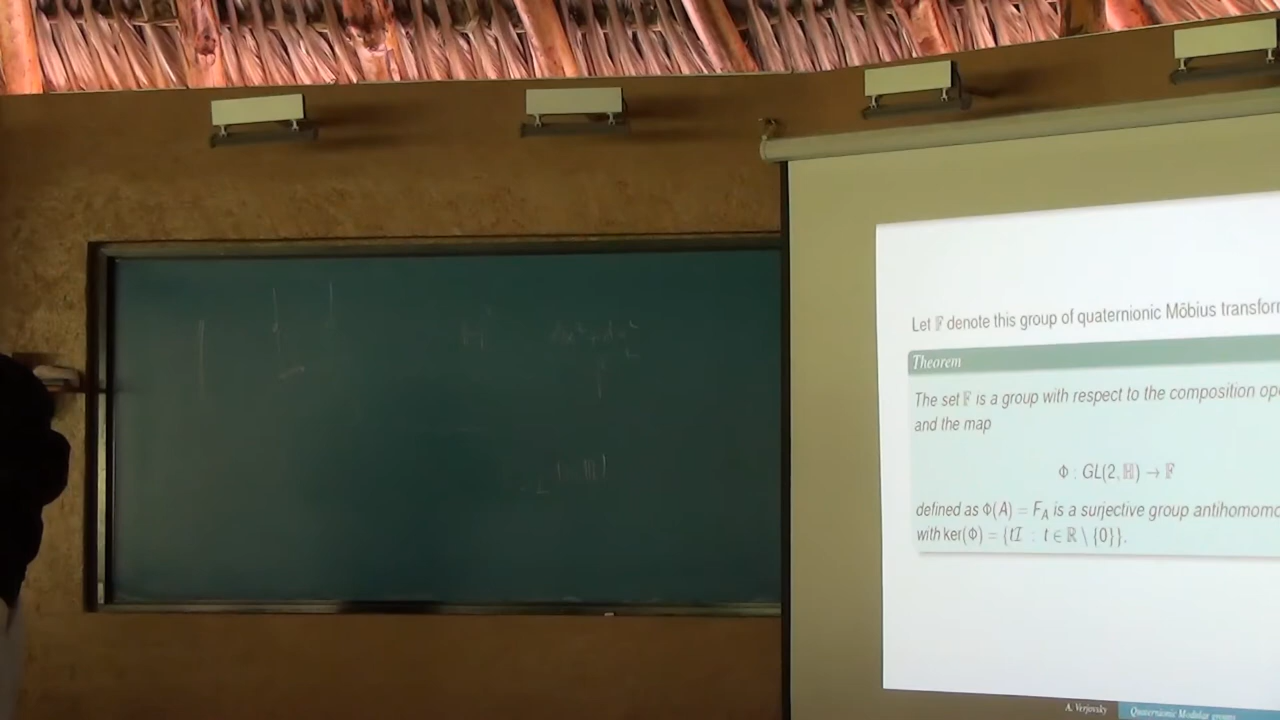 Let 𝔽 denote this group of quaternionic Möbius transfor
Theorem
The set 𝔽 is a group with respect to the composition ope
and the map
Φ : GL(2, ℍ) → 𝔽
defined as Φ(A) = F_A is a surjective group antihomomo
with ker(Φ) = {tI : t ∈ ℝ \ {0}}.
A. Verjovsky Quaternionic Modular groups